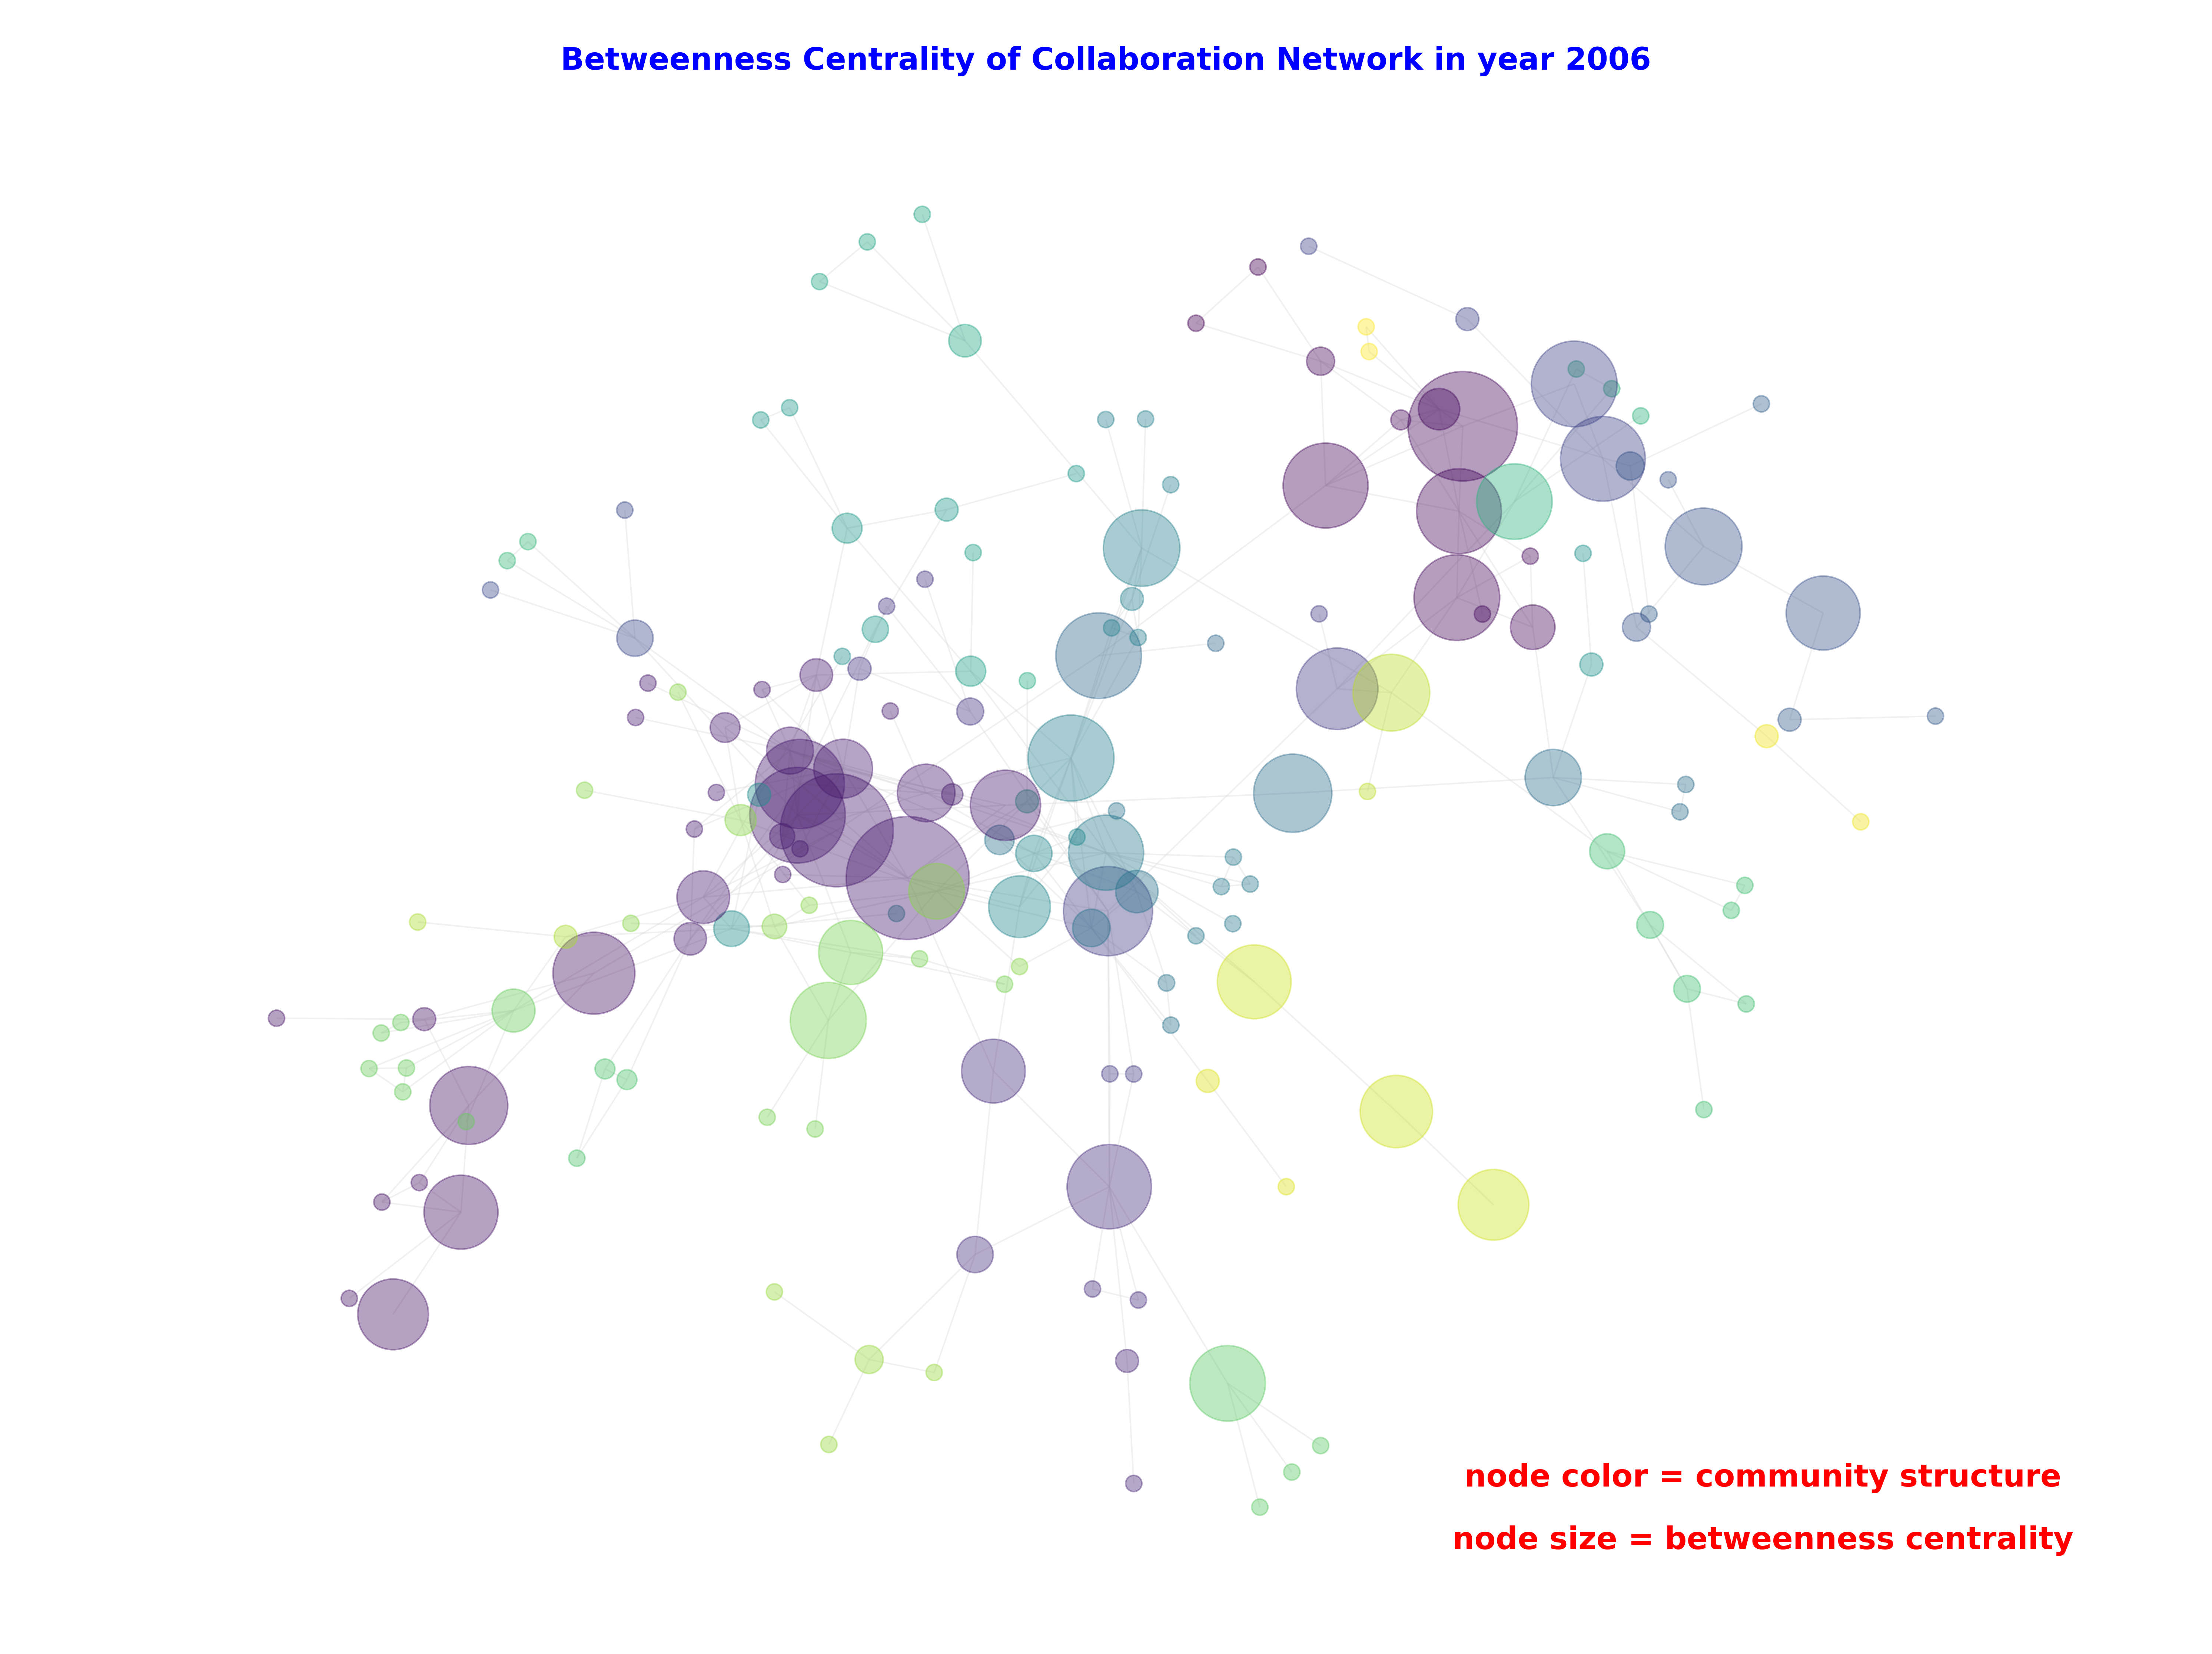 Betweenness Centrality of Collaboration Network in year 2006
node color = community structure
node size = betweenness centrality